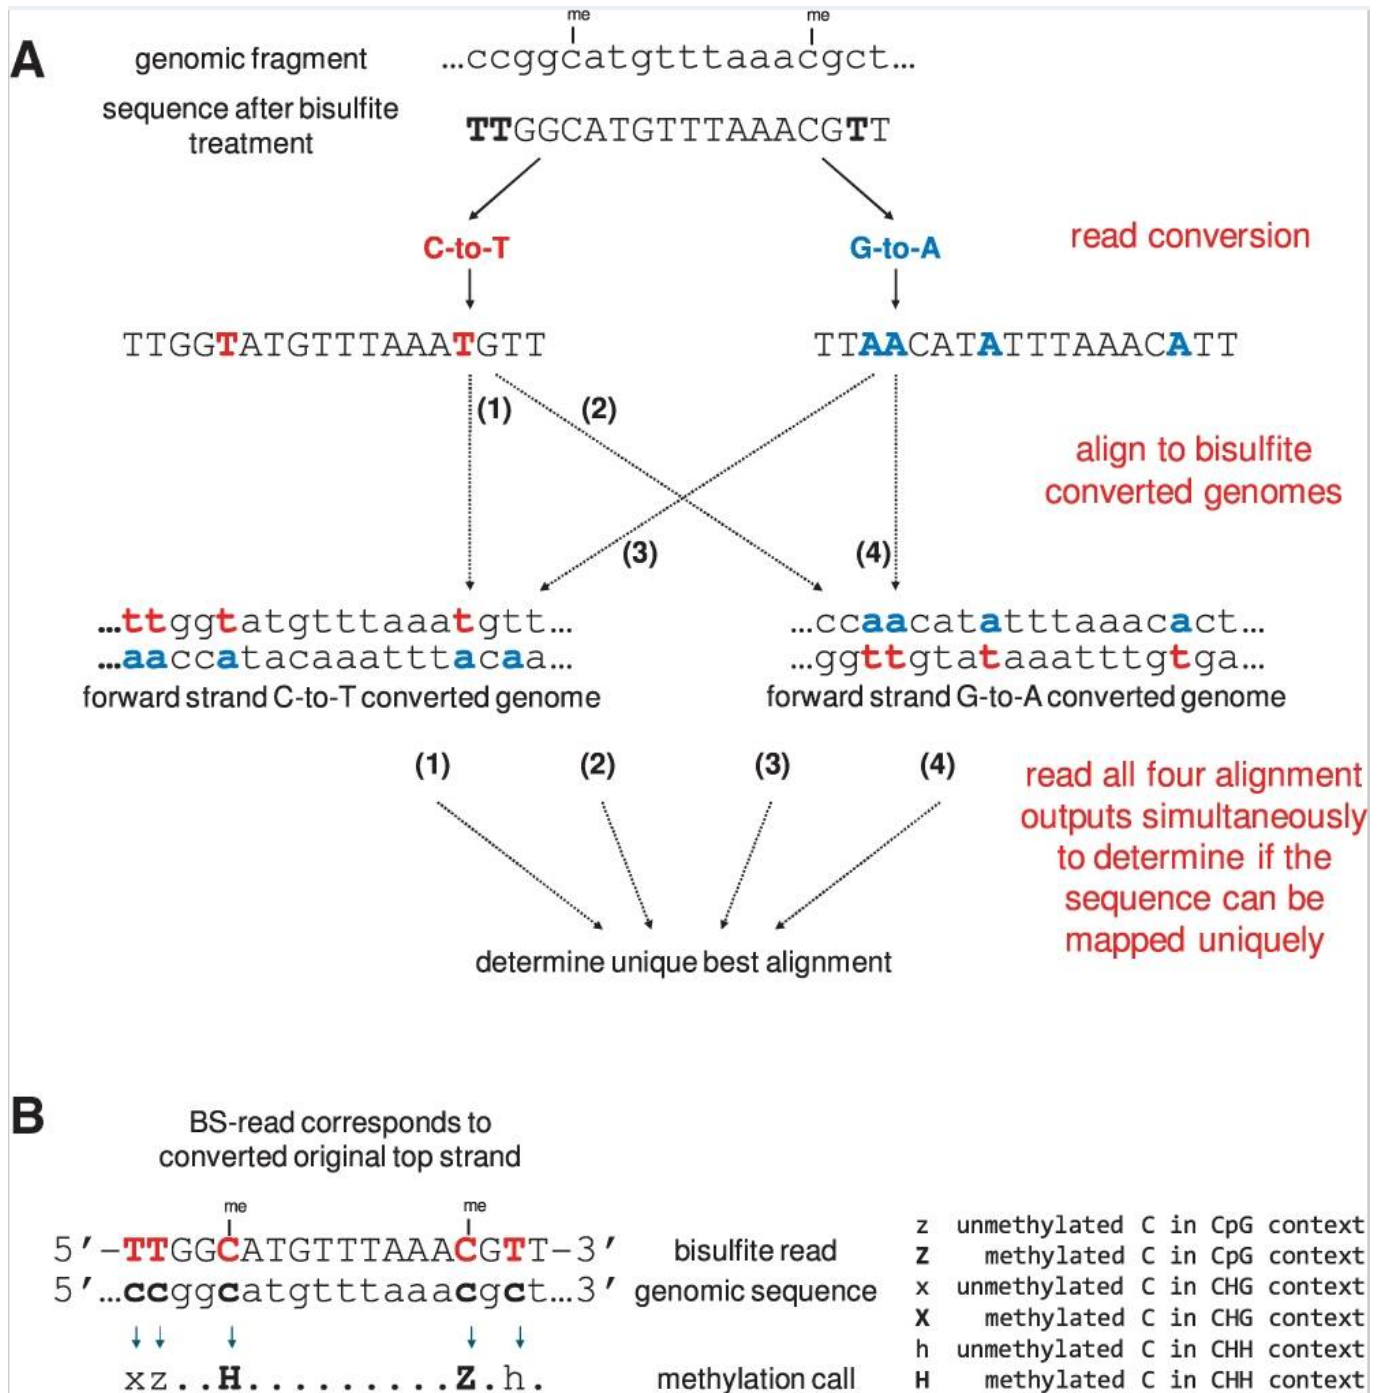 me me
A genomic fragment ...ccggcatgtttaaacgct...
sequence after bisulfite
treatment
TTGGCATGTTTAAACGTT
C-to-T G-to-A read conversion
TTGGTATGTTTAAATGTT TTAACATATTTAAACATT
(1) (2)
align to bisulfite
converted genomes
(3) (4)
...ttggtatgtttaaatgtt... ...ccaacatatttaaacact...
...aaccatacaaatttacaa... ...ggttgtataaatttgtga...
forward strand C-to-T converted genome forward strand G-to-A converted genome
(1) (2) (3) (4)
read all four alignment
outputs simultaneously
to determine if the
sequence can be
mapped uniquely
determine unique best alignment
B
BS-read corresponds to
converted original top strand
me me
5'-TTGGCATGTTTAAACGTT-3' bisulfite read
5'...ccggcatgtttaaacgct...3' genomic sequence
xz..H.........Z.h. methylation call
z unmethylated C in CpG context
Z methylated C in CpG context
x unmethylated C in CHG context
X methylated C in CHG context
h unmethylated C in CHH context
H methylated C in CHH context